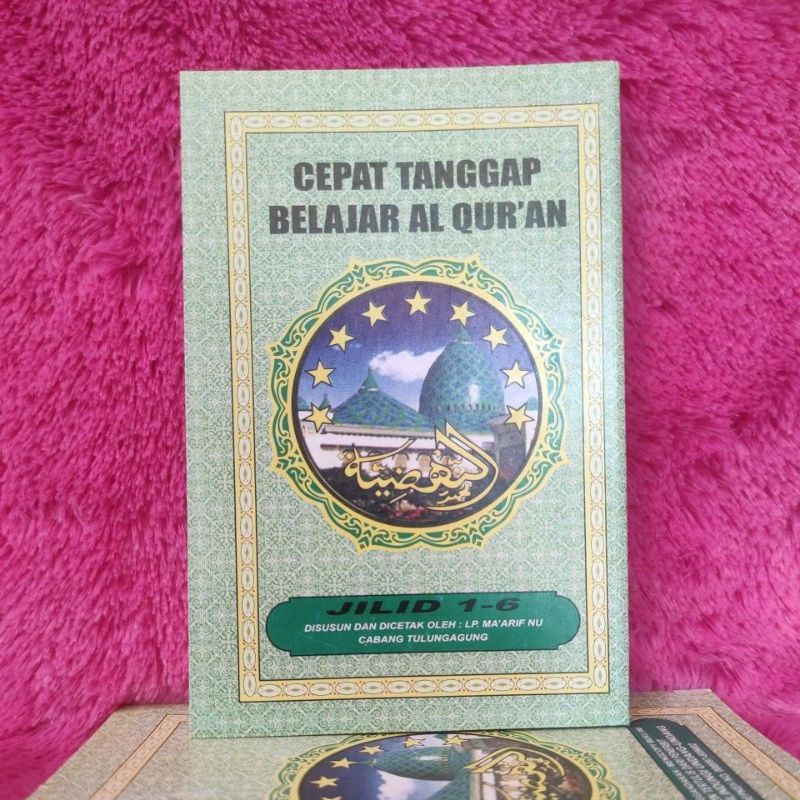 CEPAT TANGGAP
BELAJAR AL QUR'AN
النهضية
JILID 1-6
DISUSUN DAN DICETAK OLEH : LP. MA'ARIF NU
CABANG TULUNGAGUNG